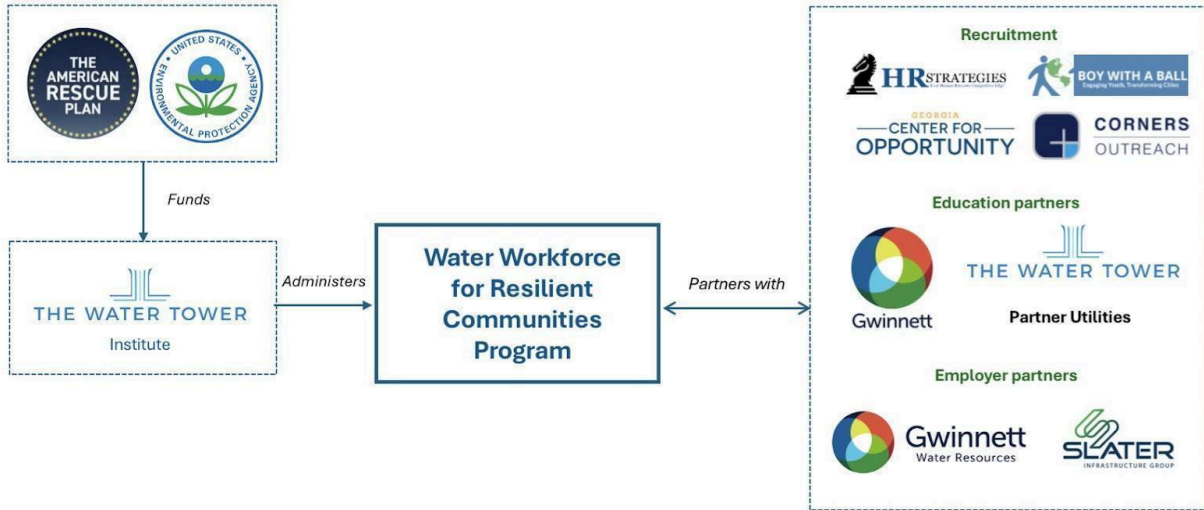 THE
AMERICAN
RESCUE
PLAN
UNITED STATES
ENVIRONMENTAL PROTECTION AGENCY
Funds
THE WATER TOWER
Institute
Administers
Water Workforce
for Resilient
Communities
Program
Partners with
Recruitment
HR STRATEGIES
BOY WITH A BALL
Engaging Youth, Transforming Cities
GEORGIA
CENTER FOR
OPPORTUNITY
CORNERS
OUTREACH
Education partners
Gwinnett
THE WATER TOWER
Partner Utilities
Employer partners
Gwinnett
Water Resources
SLATER
INFRASTRUCTURE GROUP